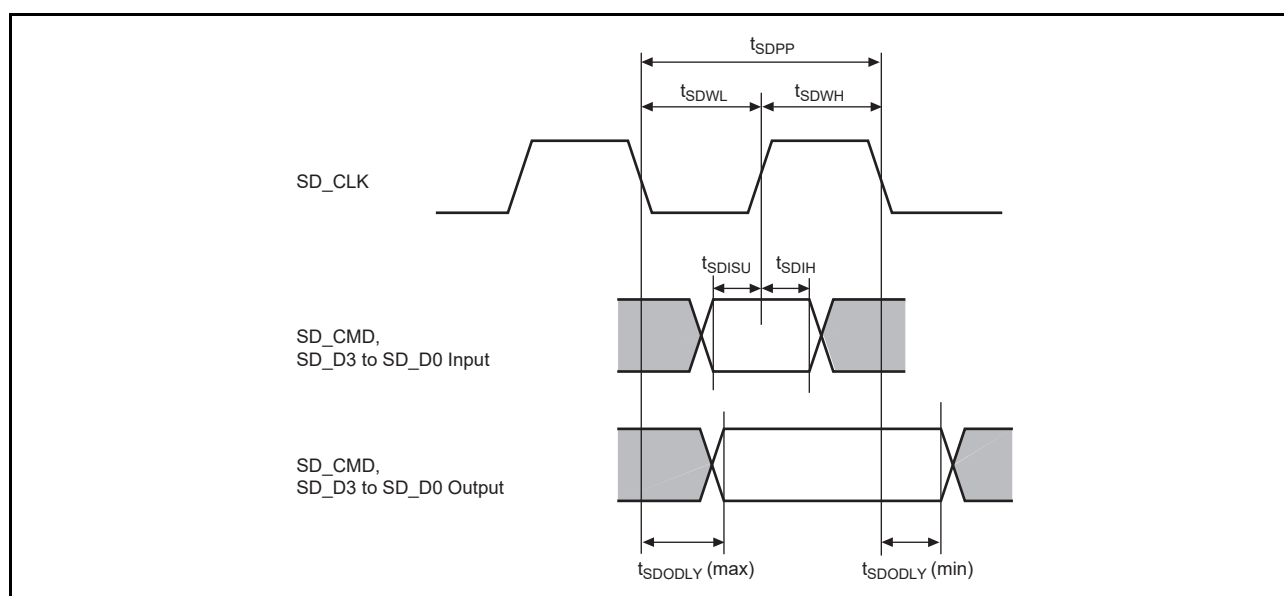 tSDPP
tSDWL
tSDWH
SD_CLK
tSDISU
tSDIH
SD_CMD,
SD_D3 to SD_D0 Input
SD_CMD,
SD_D3 to SD_D0 Output
tSDODLY (max)
tSDODLY (min)